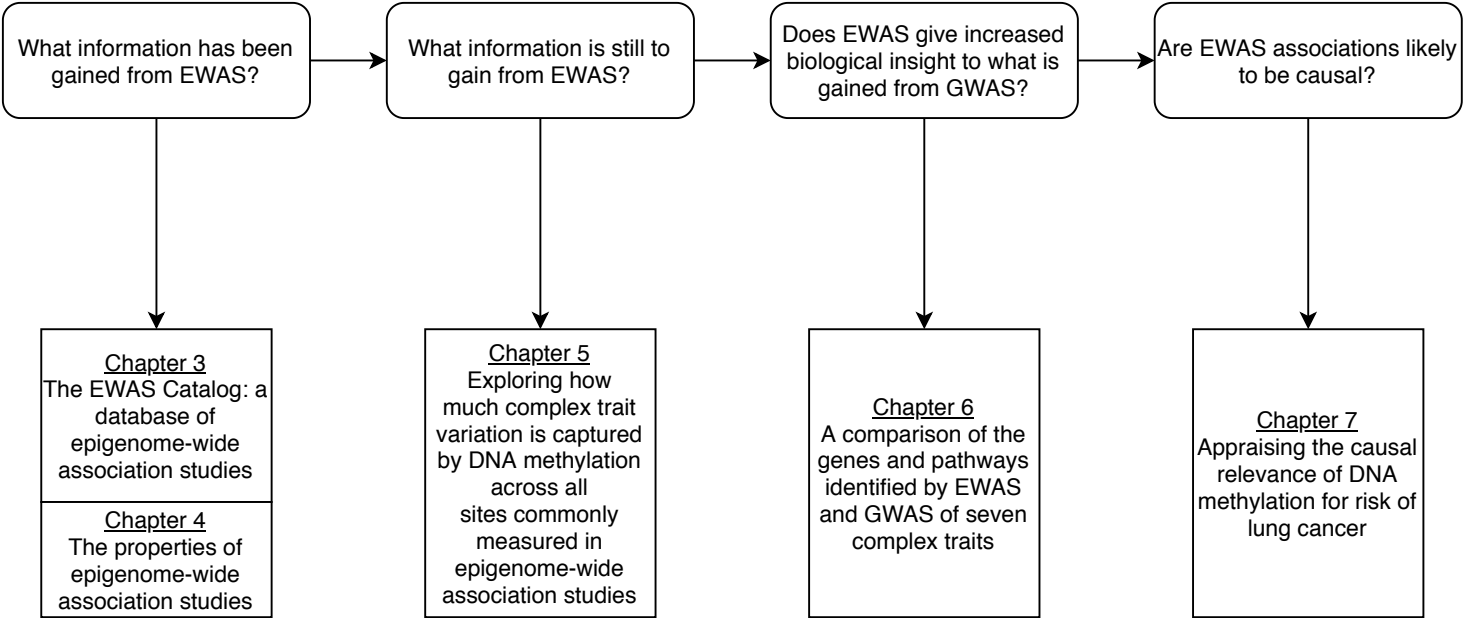 What information has been
gained from EWAS?
What information is still to
gain from EWAS?
Does EWAS give increased
biological insight to what is
gained from GWAS?
Are EWAS associations likely
to be causal?
Chapter 3
The EWAS Catalog: a
database of
epigenome-wide
association studies
Chapter 4
The properties of
epigenome-wide
association studies
Chapter 5
Exploring how
much complex trait
variation is captured
by DNA methylation
across all
sites commonly
measured in
epigenome-wide
association studies
Chapter 6
A comparison of the
genes and pathways
identified by EWAS
and GWAS of seven
complex traits
Chapter 7
Appraising the causal
relevance of DNA
methylation for risk of
lung cancer